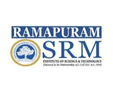 RAMAPURAM
SRM
INSTITUTE OF SCIENCE & TECHNOLOGY